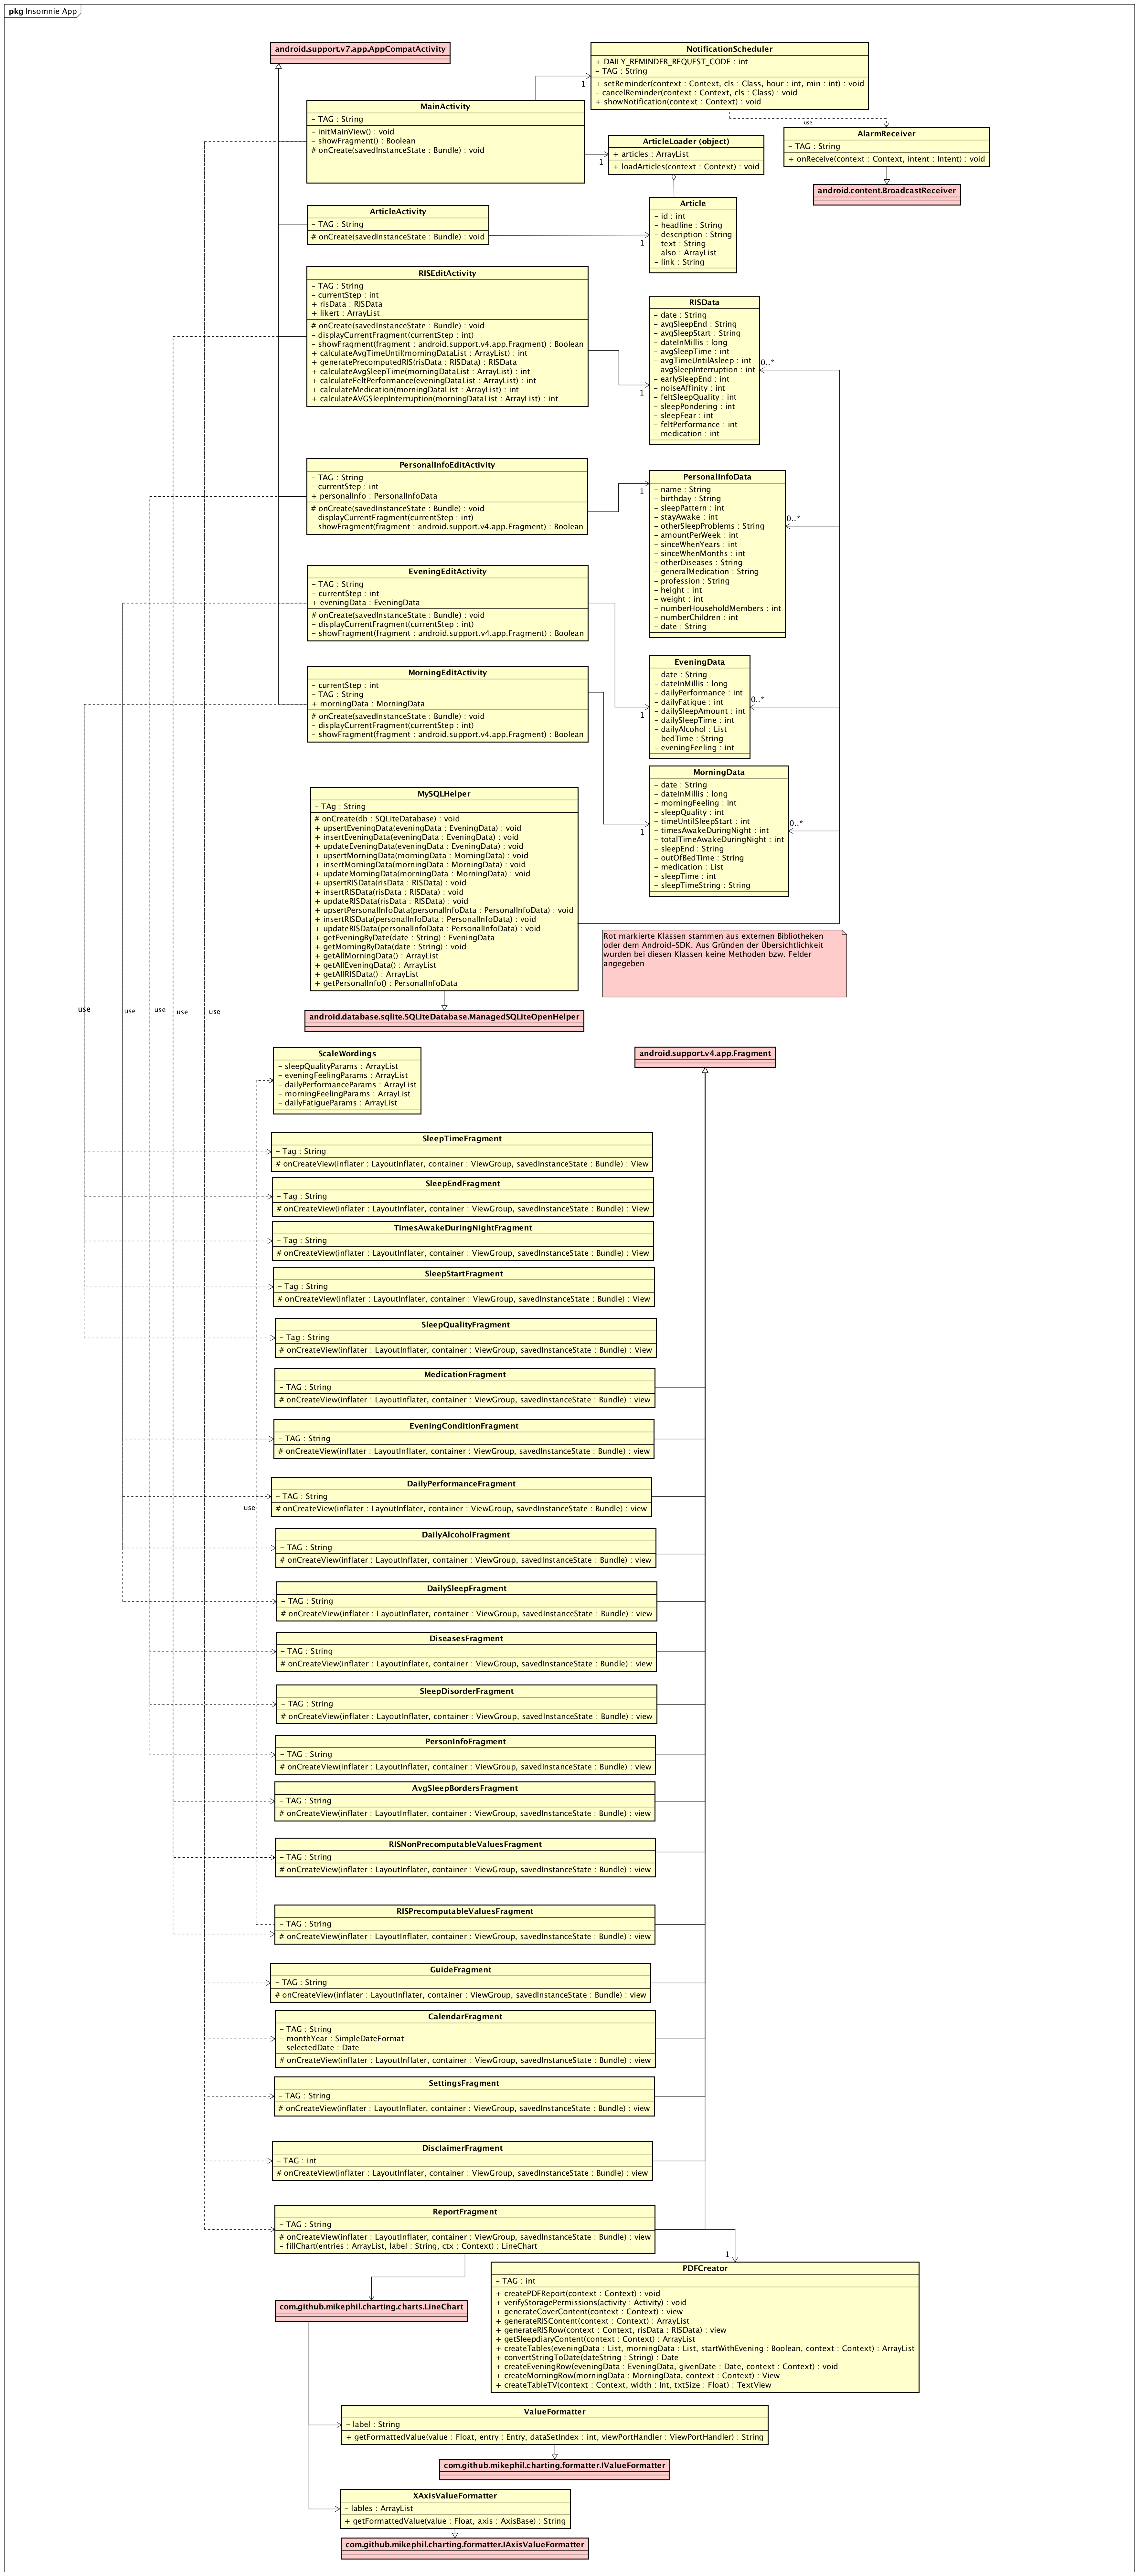 pkg Insomnie App
android.support.v7.app.AppCompatActivity
NotificationScheduler
+ DAILY_REMINDER_REQUEST_CODE : int
- TAG : String
+ setReminder(context : Context, cls : Class, hour : int, min : int) : void
- cancelReminder(context : Context, cls : Class) : void
+ showNotification(context : Context) : void
1
use
MainActivity
- TAG : String
- initMainView() : void
- showFragment() : Boolean
# onCreate(savedInstanceState : Bundle) : void
AlarmReceiver
- TAG : String
+ onReceive(context : Context, intent : Intent) : void
ArticleLoader (object)
+ articles : ArrayList
+ loadArticles(context : Context) : void
1
android.content.BroadcastReceiver
ArticleActivity
- TAG : String
# onCreate(savedInstanceState : Bundle) : void
Article
- id : int
- headline : String
- description : String
- text : String
- also : ArrayList
- link : String
1
RISEditActivity
- TAG : String
- currentStep : int
+ risData : RISData
+ likert : ArrayList
# onCreate(savedInstanceState : Bundle) : void
- displayCurrentFragment(currentStep : int)
- showFragment(fragment : android.support.v4.app.Fragment) : Boolean
+ calculateAvgTimeUntil(morningDataList : ArrayList) : int
+ generatePrecomputedRIS(risData : RISData) : RISData
+ calculateAvgSleepTime(morningDataList : ArrayList) : int
+ calculateFeltPerformance(eveningDataList : ArrayList) : int
+ calculateMedication(morningDataList : ArrayList) : int
+ calculateAVGSleepInterruption(morningDataList : ArrayList) : int
RISData
- date : String
- avgSleepEnd : String
- avgSleepStart : String
- dateInMillis : long
- avgSleepTime : int
- avgTimeUntilAsleep : int
- avgSleepInterruption : int
- earlySleepEnd : int
- noiseAffinity : int
- feltSleepQuality : int
- sleepPondering : int
- sleepFear : int
- feltPerformance : int
- medication : int
0..*
1
PersonalInfoEditActivity
- TAG : String
- currentStep : int
+ personalInfo : PersonalInfoData
# onCreate(savedInstanceState : Bundle) : void
- displayCurrentFragment(currentStep : int)
- showFragment(fragment : android.support.v4.app.Fragment) : Boolean
PersonalInfoData
- name : String
- birthday : String
- sleepPattern : int
- stayAwake : int
- otherSleepProblems : String
- amountPerWeek : int
- sinceWhenYears : int
- sinceWhenMonths : int
- otherDiseases : String
- generalMedication : String
- profession : String
- height : int
- weight : int
- numberHouseholdMembers : int
- numberChildren : int
- date : String
1
0..*
EveningEditActivity
- TAG : String
- currentStep : int
+ eveningData : EveningData
# onCreate(savedInstanceState : Bundle) : void
- displayCurrentFragment(currentStep : int)
- showFragment(fragment : android.support.v4.app.Fragment) : Boolean
EveningData
- date : String
- dateInMillis : long
- dailyPerformance : int
- dailyFatigue : int
- dailySleepAmount : int
- dailySleepTime : int
- dailyAlcohol : List
- bedTime : String
- eveningFeeling : int
0..*
1
MorningEditActivity
- currentStep : int
- TAG : String
+ morningData : MorningData
# onCreate(savedInstanceState : Bundle) : void
- displayCurrentFragment(currentStep : int)
- showFragment(fragment : android.support.v4.app.Fragment) : Boolean
MorningData
- date : String
- dateInMillis : long
- morningFeeling : int
- sleepQuality : int
- timeUntilSleepStart : int
- timesAwakeDuringNight : int
- totalTimeAwakeDuringNight : int
- sleepEnd : String
- outOfBedTime : String
- medication : List
- sleepTime : int
- sleepTimeString : String
0..*
1
MySQLHelper
- TAg : String
# onCreate(db : SQLiteDatabase) : void
+ upsertEveningData(eveningData : EveningData) : void
+ insertEveningData(eveningData : EveningData) : void
+ updateEveningData(eveningData : EveningData) : void
+ upsertMorningData(morningData : MorningData) : void
+ insertMorningData(morningData : MorningData) : void
+ updateMorningData(morningData : MorningData) : void
+ upsertRISData(risData : RISData) : void
+ insertRISData(risData : RISData) : void
+ updateRISData(risData : RISData) : void
+ upsertPersonalInfoData(personalInfoData : PersonalInfoData) : void
+ insertRISData(personalInfoData : PersonalInfoData) : void
+ updateRISData(personalInfoData : PersonalInfoData) : void
+ getEveningByDate(date : String) : EveningData
+ getMorningByData(date : String) : void
+ getAllMorningData() : ArrayList
+ getAllEveningData() : ArrayList
+ getAllRISData() : ArrayList
+ getPersonalInfo() : PersonalInfoData
Rot markierte Klassen stammen aus externen Bibliotheken
oder dem Android-SDK. Aus Gründen der Übersichtlichkeit
wurden bei diesen Klassen keine Methoden bzw. Felder
angegeben
use
use
use
use
use
android.database.sqlite.SQLiteDatabase.ManagedSQLiteOpenHelper
ScaleWordings
- sleepQualityParams : ArrayList
- eveningFeelingParams : ArrayList
- dailyPerformanceParams : ArrayList
- morningFeelingParams : ArrayList
- dailyFatigueParams : ArrayList
android.support.v4.app.Fragment
SleepTimeFragment
- Tag : String
# onCreateView(inflater : LayoutInflater, container : ViewGroup, savedInstanceState : Bundle) : View
SleepEndFragment
- Tag : String
# onCreateView(inflater : LayoutInflater, container : ViewGroup, savedInstanceState : Bundle) : View
TimesAwakeDuringNightFragment
- Tag : String
# onCreateView(inflater : LayoutInflater, container : ViewGroup, savedInstanceState : Bundle) : View
SleepStartFragment
- Tag : String
# onCreateView(inflater : LayoutInflater, container : ViewGroup, savedInstanceState : Bundle) : View
SleepQualityFragment
- Tag : String
# onCreateView(inflater : LayoutInflater, container : ViewGroup, savedInstanceState : Bundle) : View
MedicationFragment
- TAG : String
# onCreateView(inflater : LayoutInflater, container : ViewGroup, savedInstanceState : Bundle) : view
EveningConditionFragment
- TAG : String
# onCreateView(inflater : LayoutInflater, container : ViewGroup, savedInstanceState : Bundle) : view
DailyPerformanceFragment
- TAG : String
# onCreateView(inflater : LayoutInflater, container : ViewGroup, savedInstanceState : Bundle) : view
use
DailyAlcoholFragment
- TAG : String
# onCreateView(inflater : LayoutInflater, container : ViewGroup, savedInstanceState : Bundle) : view
DailySleepFragment
- TAG : String
# onCreateView(inflater : LayoutInflater, container : ViewGroup, savedInstanceState : Bundle) : view
DiseasesFragment
- TAG : String
# onCreateView(inflater : LayoutInflater, container : ViewGroup, savedInstanceState : Bundle) : view
SleepDisorderFragment
- TAG : String
# onCreateView(inflater : LayoutInflater, container : ViewGroup, savedInstanceState : Bundle) : view
PersonInfoFragment
- TAG : String
# onCreateView(inflater : LayoutInflater, container : ViewGroup, savedInstanceState : Bundle) : view
AvgSleepBordersFragment
- TAG : String
# onCreateView(inflater : LayoutInflater, container : ViewGroup, savedInstanceState : Bundle) : view
RISNonPrecomputableValuesFragment
- TAG : String
# onCreateView(inflater : LayoutInflater, container : ViewGroup, savedInstanceState : Bundle) : view
RISPrecomputableValuesFragment
- TAG : String
# onCreateView(inflater : LayoutInflater, container : ViewGroup, savedInstanceState : Bundle) : view
GuideFragment
- TAG : String
# onCreateView(inflater : LayoutInflater, container : ViewGroup, savedInstanceState : Bundle) : view
CalendarFragment
- TAG : String
- monthYear : SimpleDateFormat
- selectedDate : Date
# onCreateView(inflater : LayoutInflater, container : ViewGroup, savedInstanceState : Bundle) : view
SettingsFragment
- TAG : String
# onCreateView(inflater : LayoutInflater, container : ViewGroup, savedInstanceState : Bundle) : view
DisclaimerFragment
- TAG : int
# onCreateView(inflater : LayoutInflater, container : ViewGroup, savedInstanceState : Bundle) : view
ReportFragment
- TAG : String
# onCreateView(inflater : LayoutInflater, container : ViewGroup, savedInstanceState : Bundle) : view
- fillChart(entries : ArrayList, label : String, ctx : Context) : LineChart
1
PDFCreator
- TAG : int
+ createPDFReport(context : Context) : void
+ verifyStoragePermissions(activity : Activity) : void
+ generateCoverContent(context : Context) : view
+ generateRISContent(context : Context) : ArrayList
+ generateRISRow(context : Context, risData : RISData) : view
+ getSleepdiaryContent(context : Context) : ArrayList
+ createTables(eveningData : List, morningData : List, startWithEvening : Boolean, context : Context) : ArrayList
+ convertStringToDate(dateString : String) : Date
+ createEveningRow(eveningData : EveningData, givenDate : Date, context : Context) : void
+ createMorningRow(morningData : MorningData, context : Context) : View
+ createTableTV(context : Context, width : Int, txtSize : Float) : TextView
com.github.mikephil.charting.charts.LineChart
ValueFormatter
- label : String
+ getFormattedValue(value : Float, entry : Entry, dataSetIndex : int, viewPortHandler : ViewPortHandler) : String
com.github.mikephil.charting.formatter.IValueFormatter
XAxisValueFormatter
- lables : ArrayList
+ getFormattedValue(value : Float, axis : AxisBase) : String
com.github.mikephil.charting.formatter.IAxisValueFormatter